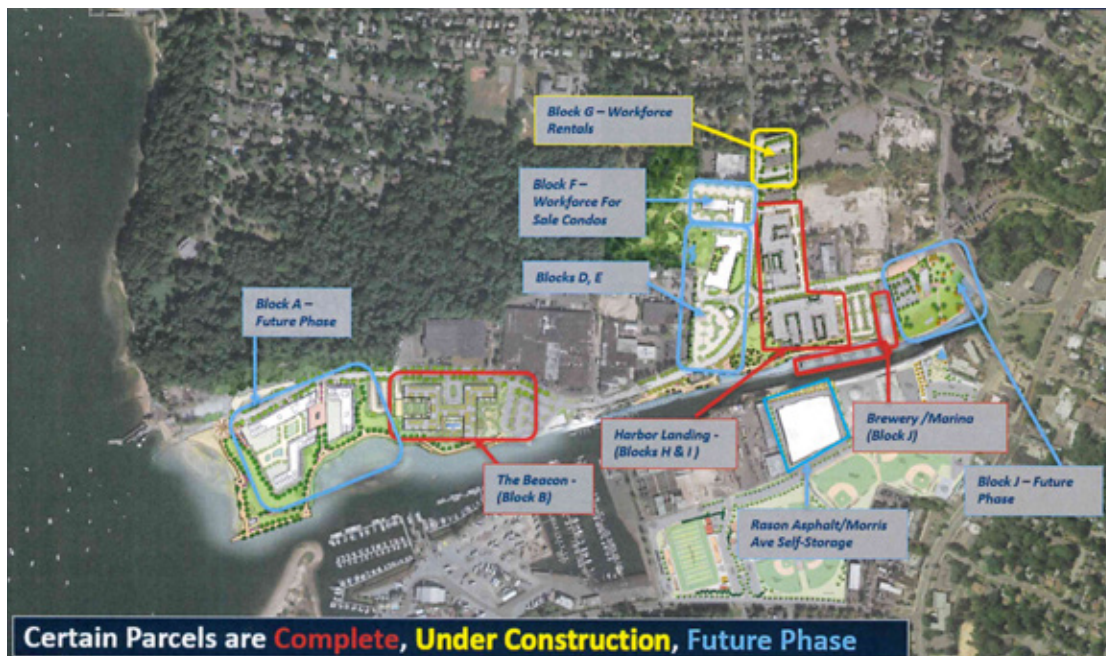 Block G – Workforce
Rentals
Block F –
Workforce For
Sale Condos
Blocks D, E
Block A –
Future Phase
Harbor Landing -
(Blocks H & I )
Brewery /Marina
(Block J)
The Beacon -
(Block B)
Block J – Future
Phase
Rason Asphalt/Morris
Ave Self-Storage
Certain Parcels are Complete, Under Construction, Future Phase